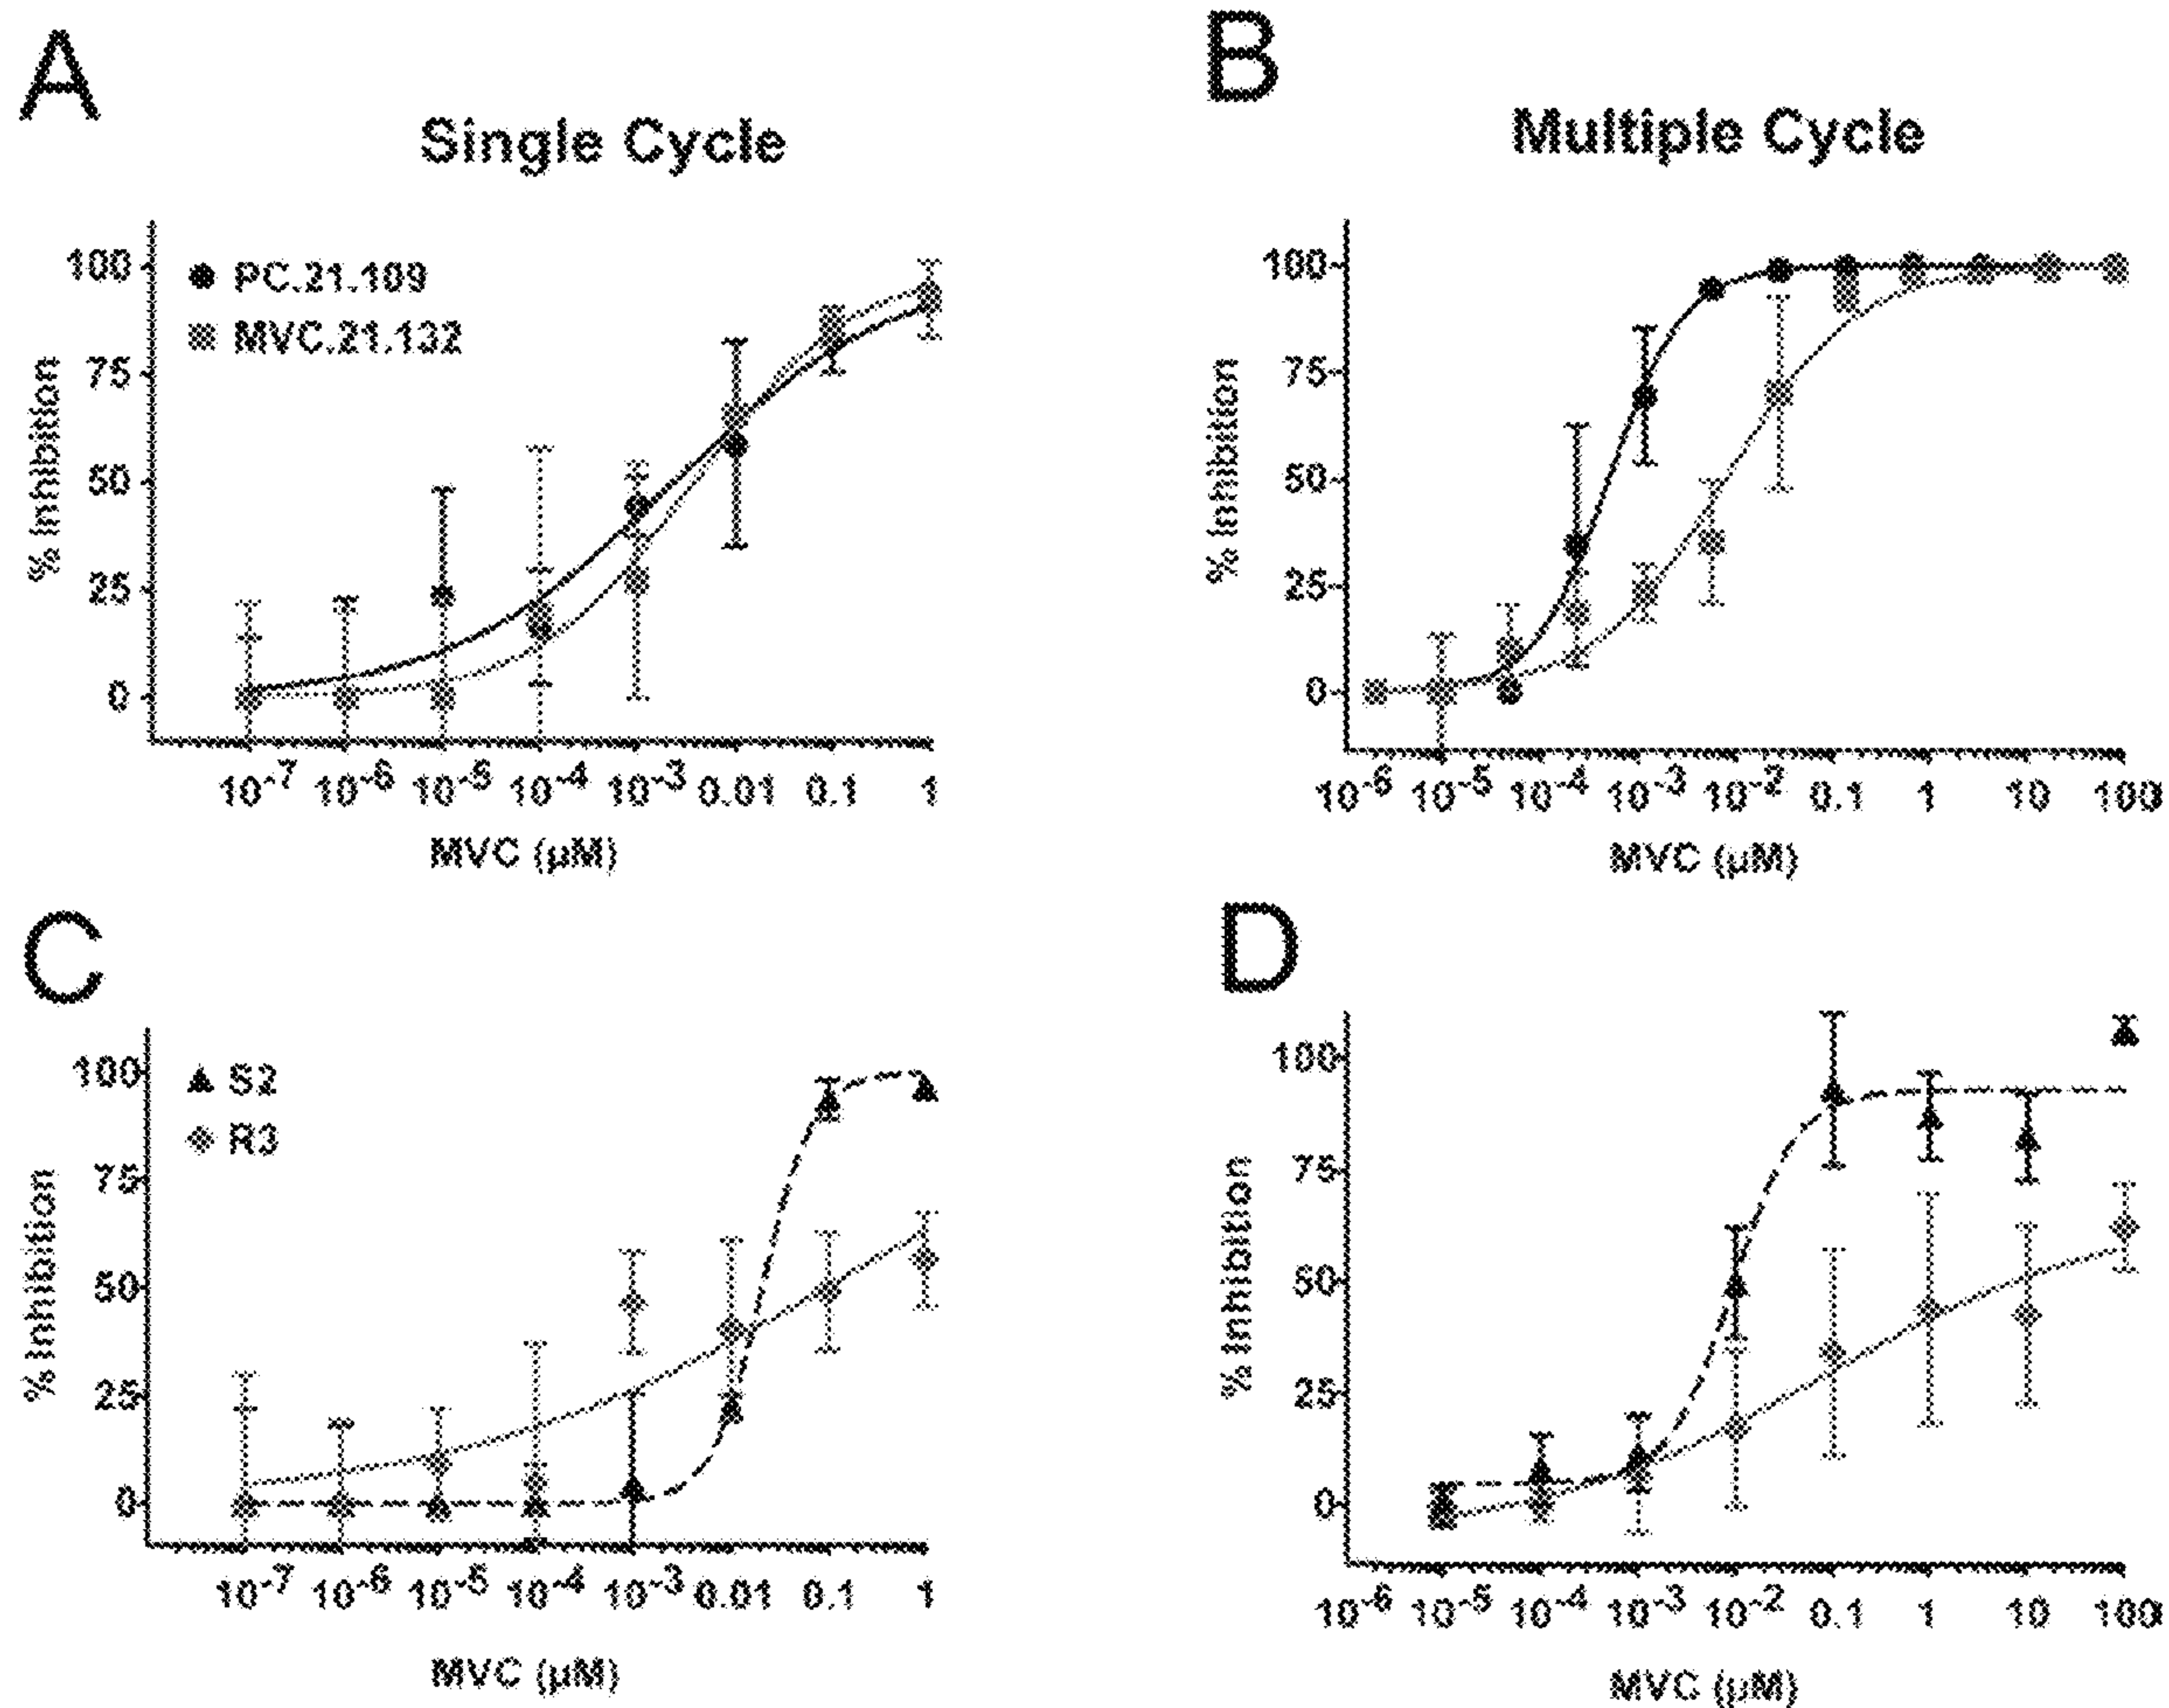 A
Single Cycle
100
75
50
25
0
% Inhibition
PC.21.109
MVC.21.132
10-7 10-6 10-5 10-4 10-3 0.01 0.1 1
MVC (µM)
B
Multiple Cycle
100
75
50
25
0
% Inhibition
10-6 10-5 10-4 10-3 10-2 0.1 1 10 100
MVC (µM)
C
100
75
50
25
0
% Inhibition
S2
R3
10-7 10-6 10-5 10-4 10-3 0.01 0.1 1
MVC (µM)
D
100
75
50
25
0
% Inhibition
10-6 10-5 10-4 10-3 10-2 0.1 1 10 100
MVC (µM)